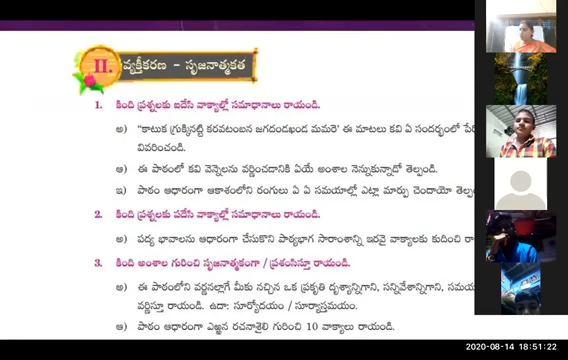 II. వ్యక్తీకరణ - సృజనాత్మకత
1. కింది ప్రశ్నలకు ఐదేసి వాక్యాల్లో సమాధానాలు రాయండి.
అ) "కాటుక గ్రుక్కినట్టి కరవటంబన జగదండఖండ మమరె" ఈ మాటలు కవి ఏ సందర్భంలో
వివరించండి.
ఆ) ఈ పాఠంలో కవి వెన్నెలను వర్ణించడానికి ఏయే అంశాల నెన్నుకున్నాడో తెల్పండి.
ఇ) పాఠం ఆధారంగా ఆకాశంలోని రంగులు ఏ ఏ సమయాల్లో ఎట్లా మార్పు చెందాయో
2. కింది ప్రశ్నలకు పదేసి వాక్యాల్లో సమాధానాలు రాయండి.
అ) పద్య భావాలను ఆధారంగా చేసుకొని పాఠ్యభాగ సారాంశాన్ని ఇరవై వాక్యాలకు కుదించి
3. కింది అంశాల గురించి సృజనాత్మకంగా / ప్రశంసిస్తూ రాయండి.
అ) ఈ పాఠంలోని వర్ణనల్లాగే మీకు నచ్చిన ఒక ప్రకృతి దృశ్యాన్నిగాని, సన్నివేశాన్నిగాని,
వర్ణిస్తూ రాయండి. ఉదా: సూర్యోదయం / సూర్యాస్తమయం.
ఆ) పాఠం ఆధారంగా ఎఱ్ఱన రచనాశైలి గురించి 10 వాక్యాలు రాయండి.
2020-08-14 18:51:22